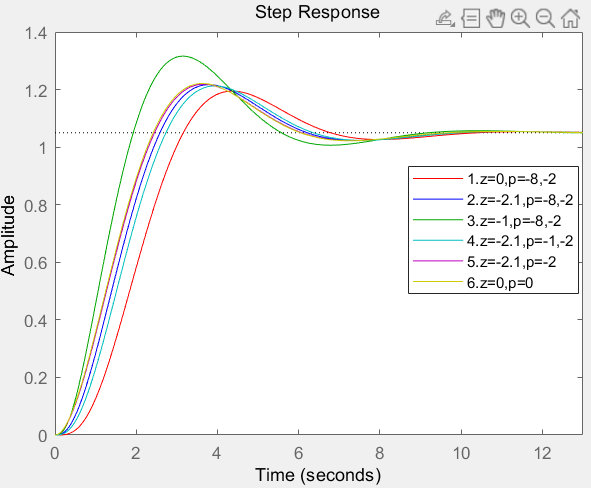 Step Response
1.4
1.2
1
0.8
0.6
0.4
0.2
0
Amplitude
1.z=0,p=-8,-2
2.z=-2.1,p=-8,-2
3.z=-1,p=-8,-2
4.z=-2.1,p=-1,-2
5.z=-2.1,p=-2
6.z=0,p=0
0 2 4 6 8 10 12
Time (seconds)